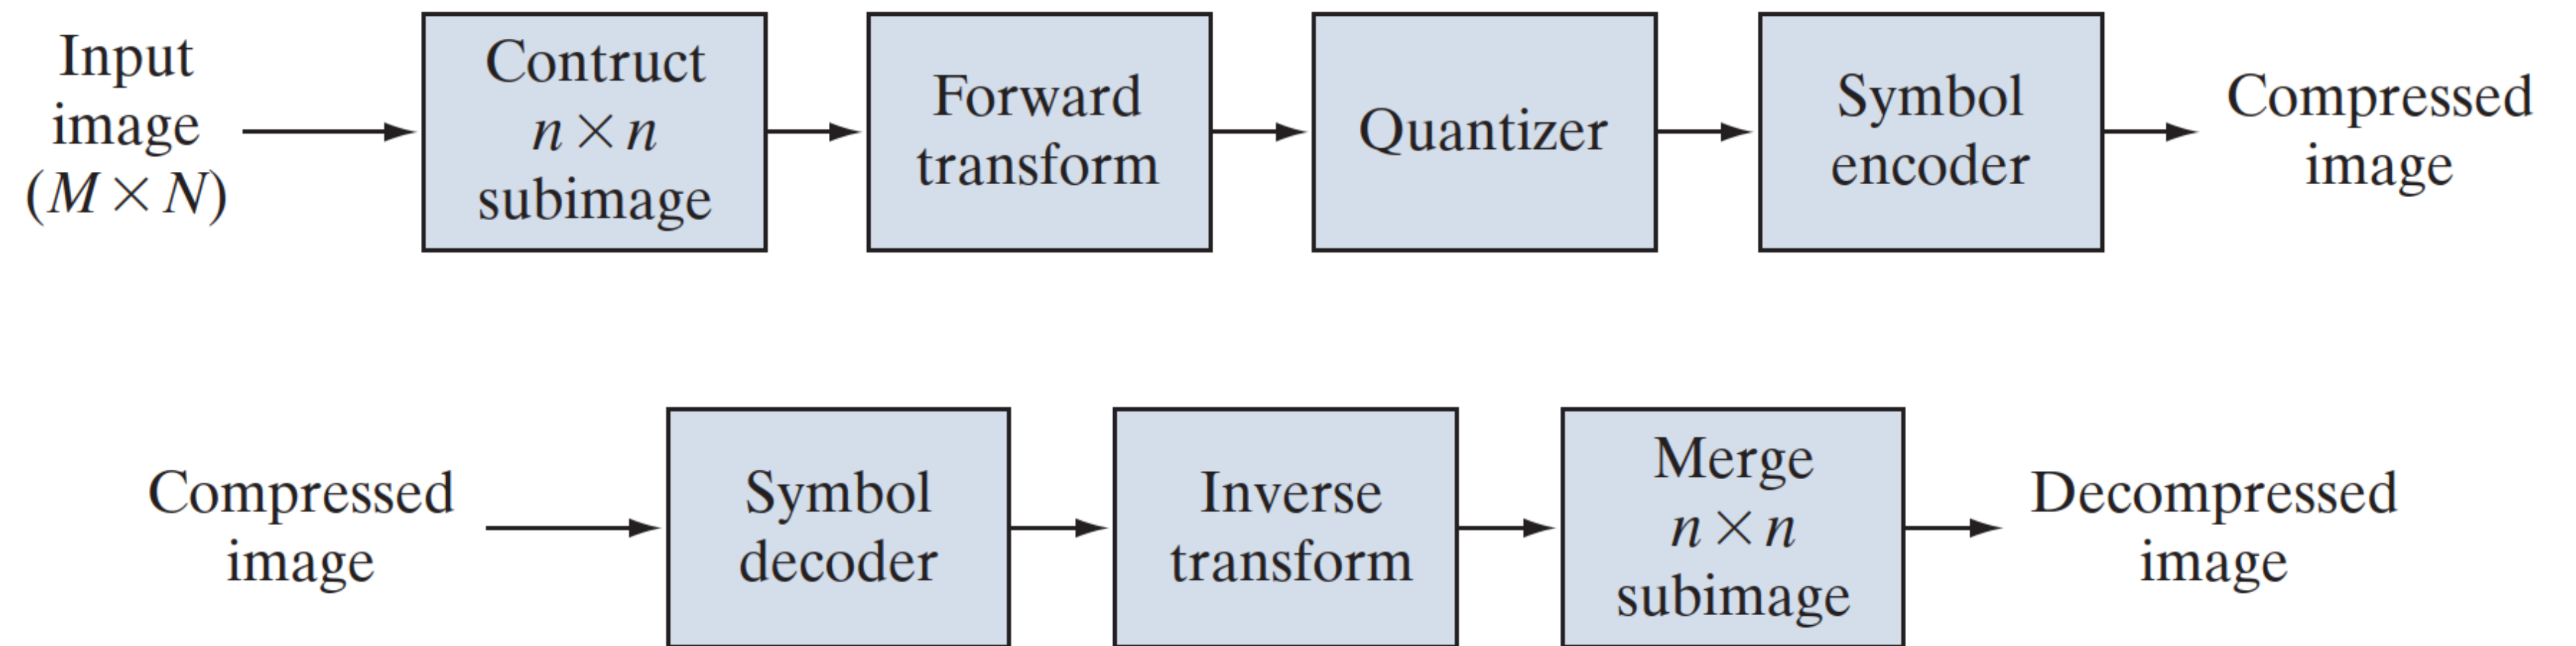 Input
image
(M × N)
Contruct
n × n
subimage
Forward
transform
Quantizer
Symbol
encoder
Compressed
image
Compressed
image
Symbol
decoder
Inverse
transform
Merge
n × n
subimage
Decompressed
image